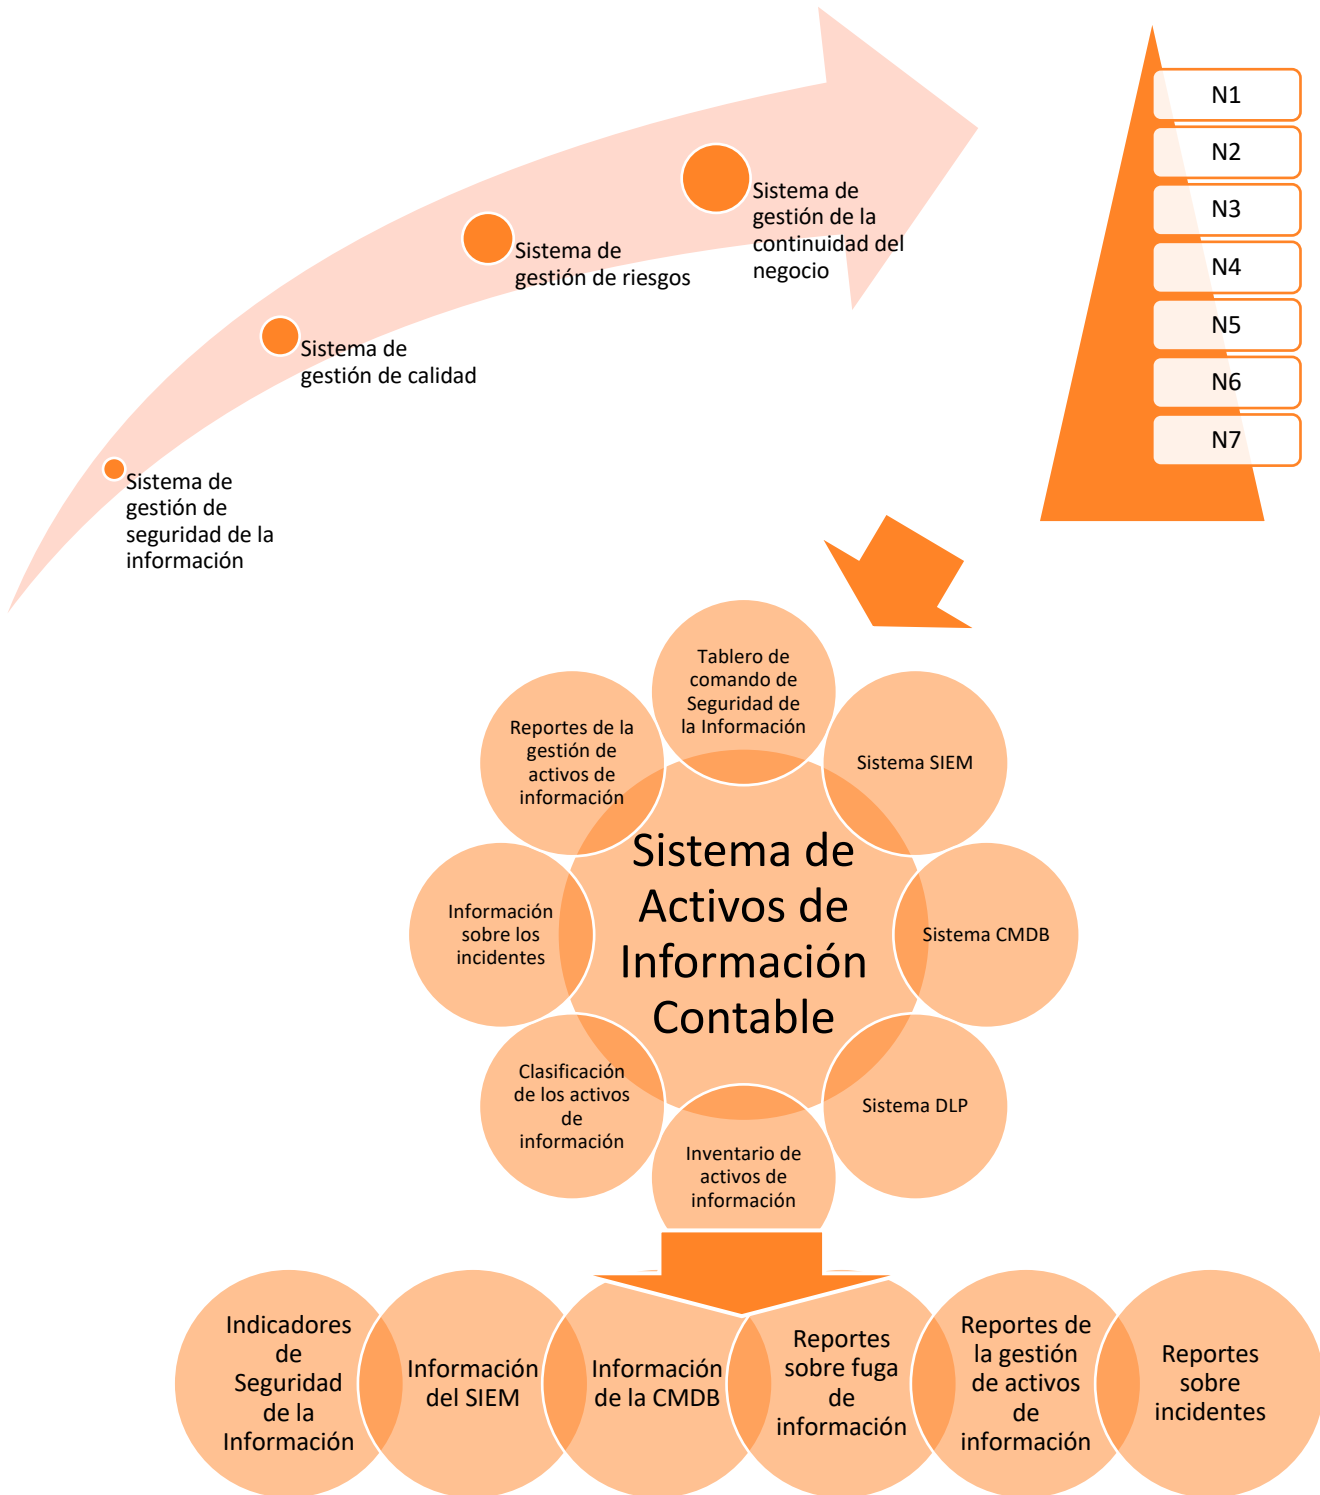 Sistema de
gestión de
seguridad de la
información
Sistema de
gestión de calidad
Sistema de
gestión de riesgos
Sistema de
gestión de la
continuidad del
negocio
N1
N2
N3
N4
N5
N6
N7
Tablero de
comando de
Seguridad de
la Información
Sistema SIEM
Sistema CMDB
Sistema DLP
Inventario de
activos de
información
Clasificación
de los activos
de
información
Información
sobre los
incidentes
Reportes de la
gestión de
activos de
información
Sistema de
Activos de
Información
Contable
Indicadores
de
Seguridad
de la
Información
Información
del SIEM
Información
de la CMDB
Reportes
sobre fuga
de
información
Reportes de
la gestión
de activos
de
información
Reportes
sobre
incidentes